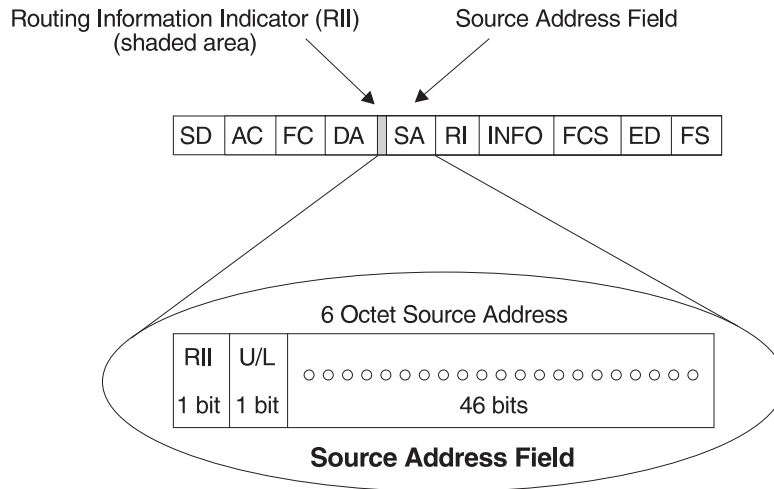 Routing Information Indicator (RII)
(shaded area)
Source Address Field
SD AC FC DA SA RI INFO FCS ED FS
6 Octet Source Address
RII U/L
1 bit 1 bit 46 bits
Source Address Field